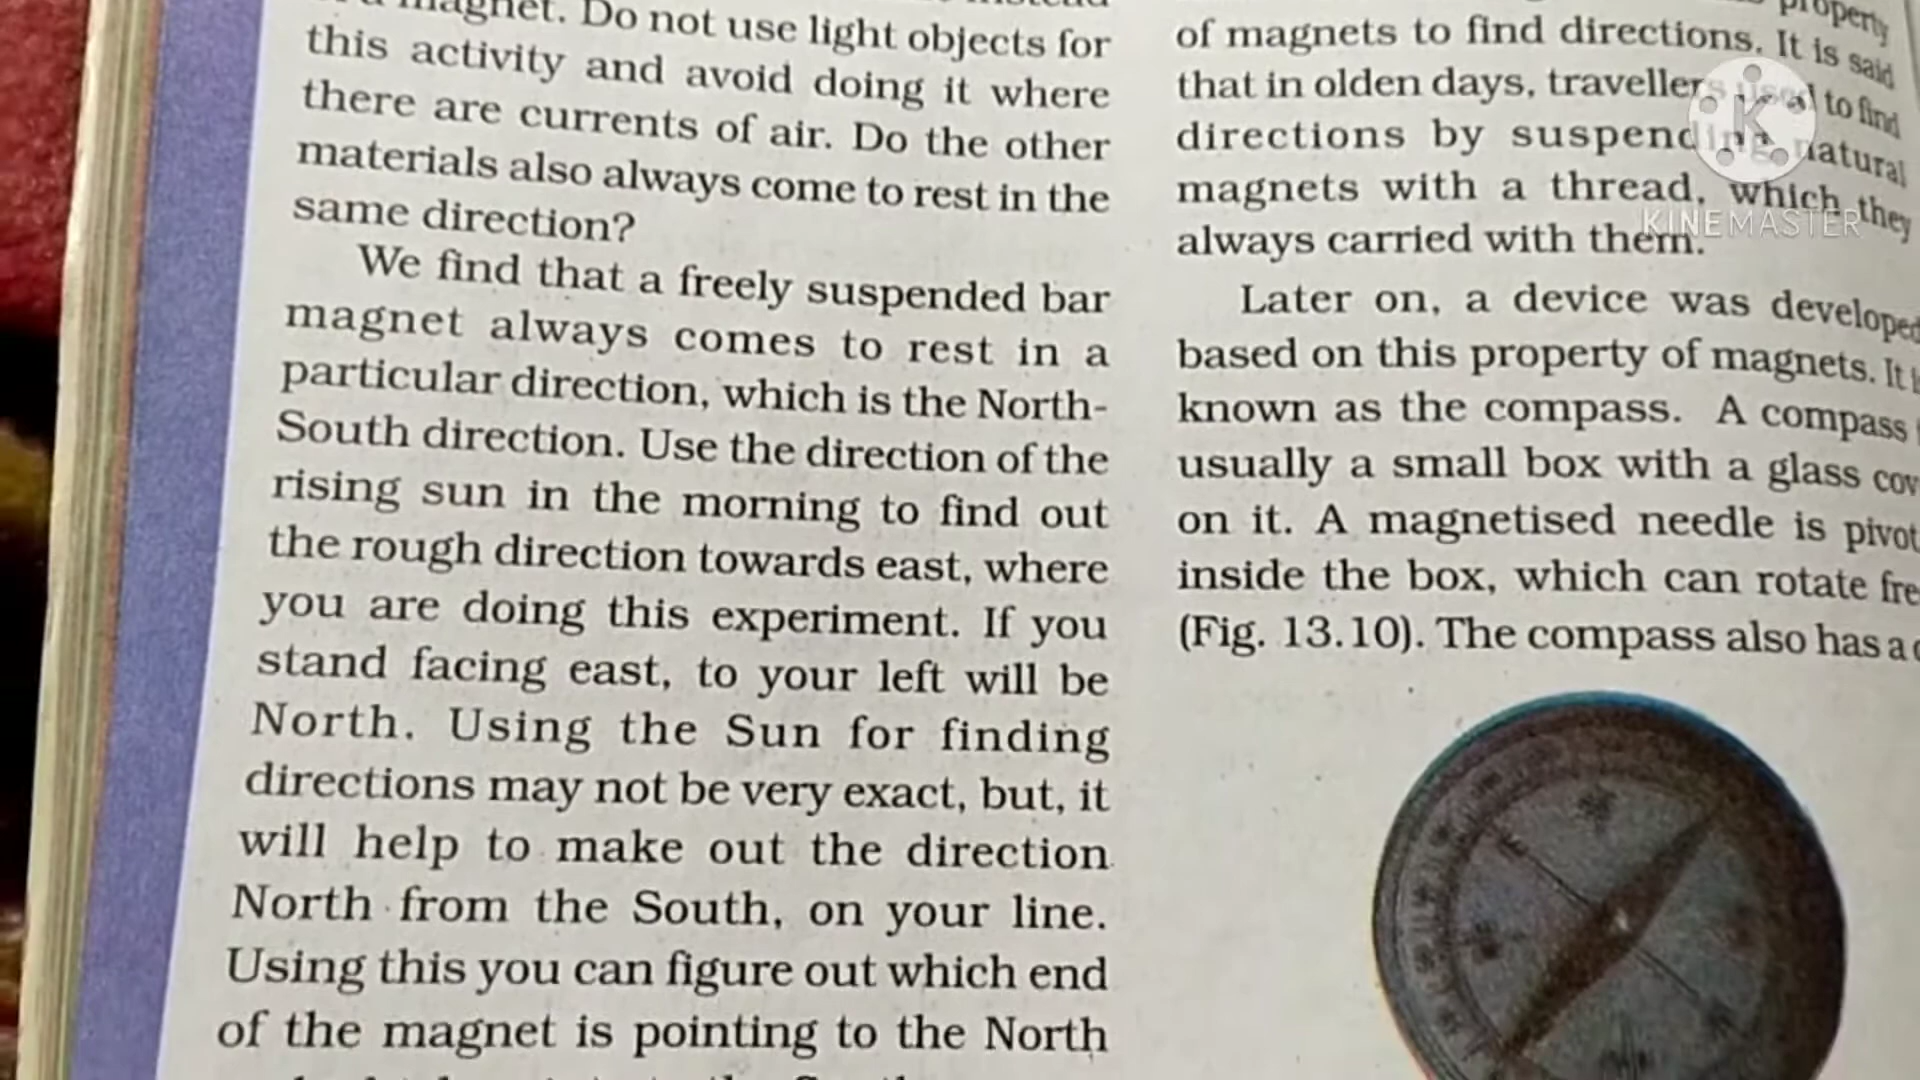 magnet. Do not use light objects for
this activity and avoid doing it where
there are currents of air. Do the other
materials also always come to rest in the
same direction?
We find that a freely suspended bar
magnet always comes to rest in a
particular direction, which is the North-
South direction. Use the direction of the
rising sun in the morning to find out
the rough direction towards east, where
you are doing this experiment. If you
stand facing east, to your left will be
North. Using the Sun for finding
directions may not be very exact, but, it
will help to make out the direction
North from the South, on your line.
Using this you can figure out which end
of the magnet is pointing to the North
property
of magnets to find directions. It is said
that in olden days, travellers used to find
directions by suspending natural
magnets with a thread, which they
always carried with them.
Later on, a device was developed
based on this property of magnets. It
known as the compass. A compass
usually a small box with a glass
on it. A magnetised needle is
inside the box, which can rotate
(Fig. 13.10). The compass also has a
K
KINEMASTER